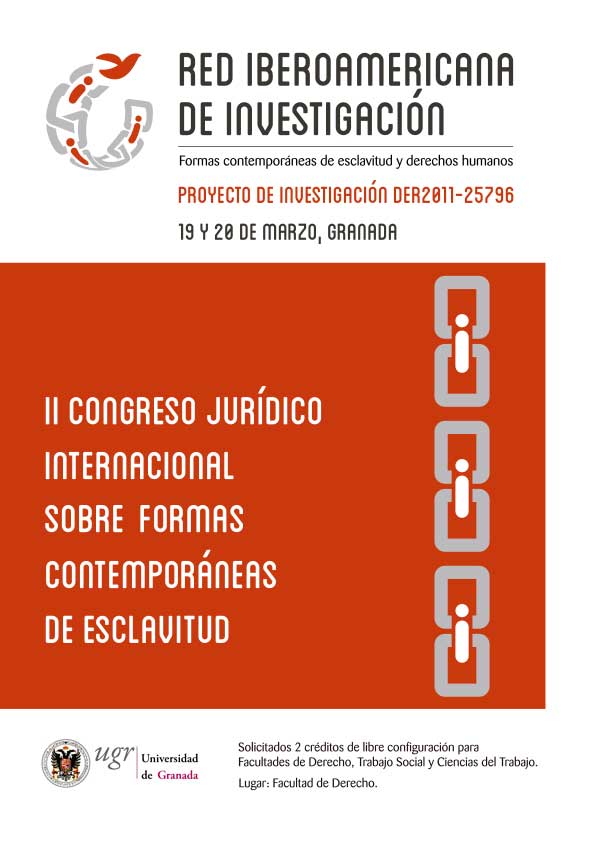 RED IBEROAMERICANA
DE INVESTIGACIÓN
Formas contemporáneas de esclavitud y derechos humanos
PROYECTO DE INVESTIGACIÓN DER2011-25796
19 Y 20 DE MARZO, GRANADA
II CONGRESO JURÍDICO
INTERNACIONAL
SOBRE FORMAS
CONTEMPORÁNEAS
DE ESCLAVITUD
ugr
Universidad
de Granada
Solicitados 2 créditos de libre configuración para
Facultades de Derecho, Trabajo Social y Ciencias del Trabajo.
Lugar: Facultad de Derecho.